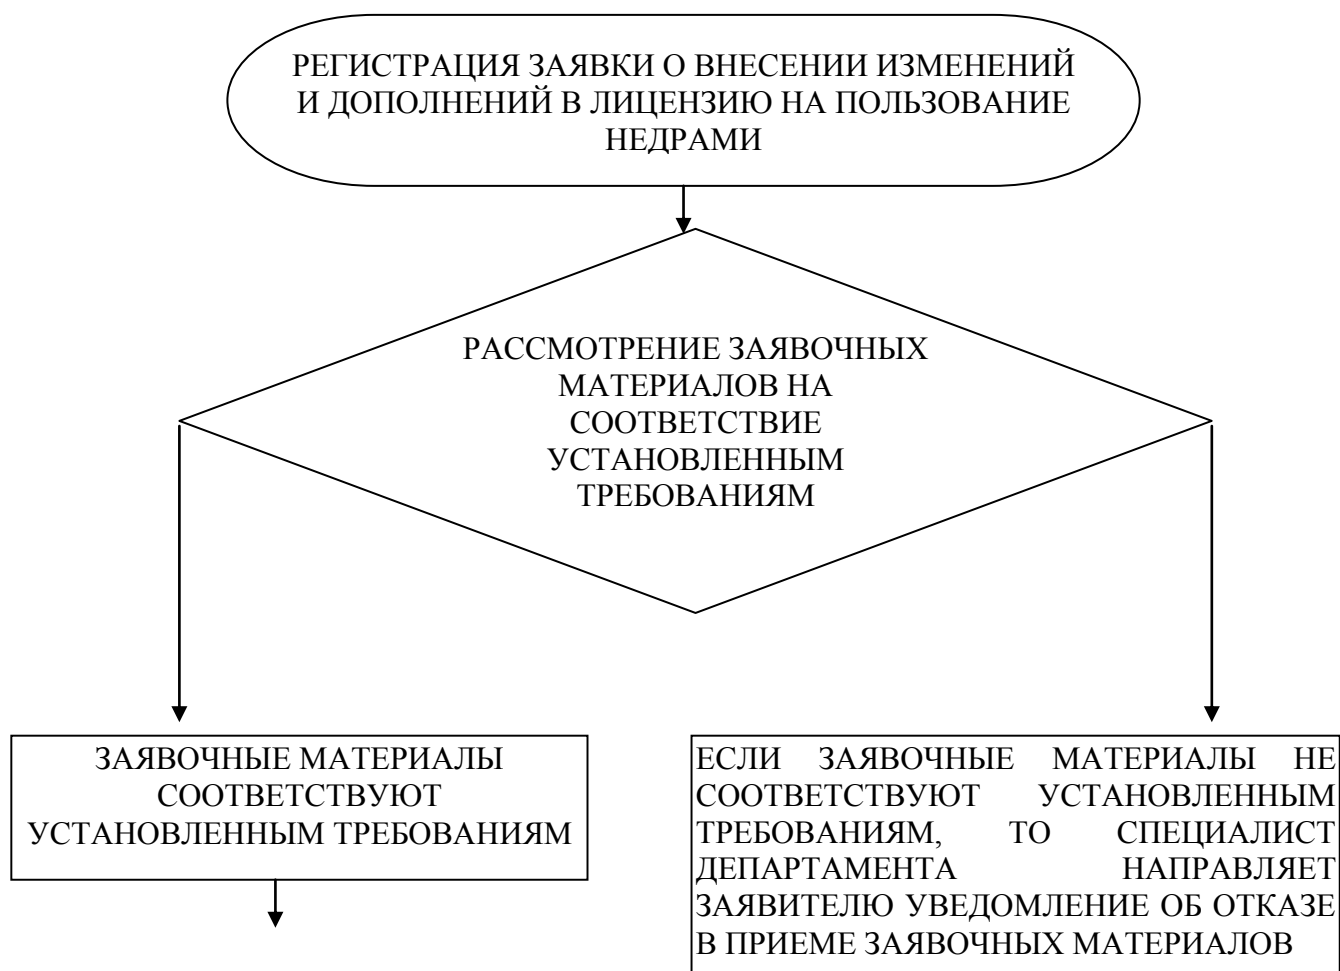 РЕГИСТРАЦИЯ ЗАЯВКИ О ВНЕСЕНИИ ИЗМЕНЕНИЙ
И ДОПОЛНЕНИЙ В ЛИЦЕНЗИЮ НА ПОЛЬЗОВАНИЕ
НЕДРАМИ
РАССМОТРЕНИЕ ЗАЯВОЧНЫХ
МАТЕРИАЛОВ НА
СООТВЕТСТВИЕ
УСТАНОВЛЕННЫМ
ТРЕБОВАНИЯМ
ЗАЯВОЧНЫЕ МАТЕРИАЛЫ
СООТВЕТСТВУЮТ
УСТАНОВЛЕННЫМ ТРЕБОВАНИЯМ
ЕСЛИ ЗАЯВОЧНЫЕ МАТЕРИАЛЫ НЕ
СООТВЕТСТВУЮТ УСТАНОВЛЕННЫМ
ТРЕБОВАНИЯМ, ТО СПЕЦИАЛИСТ
ДЕПАРТАМЕНТА НАПРАВЛЯЕТ
ЗАЯВИТЕЛЮ УВЕДОМЛЕНИЕ ОБ ОТКАЗЕ
В ПРИЕМЕ ЗАЯВОЧНЫХ МАТЕРИАЛОВ